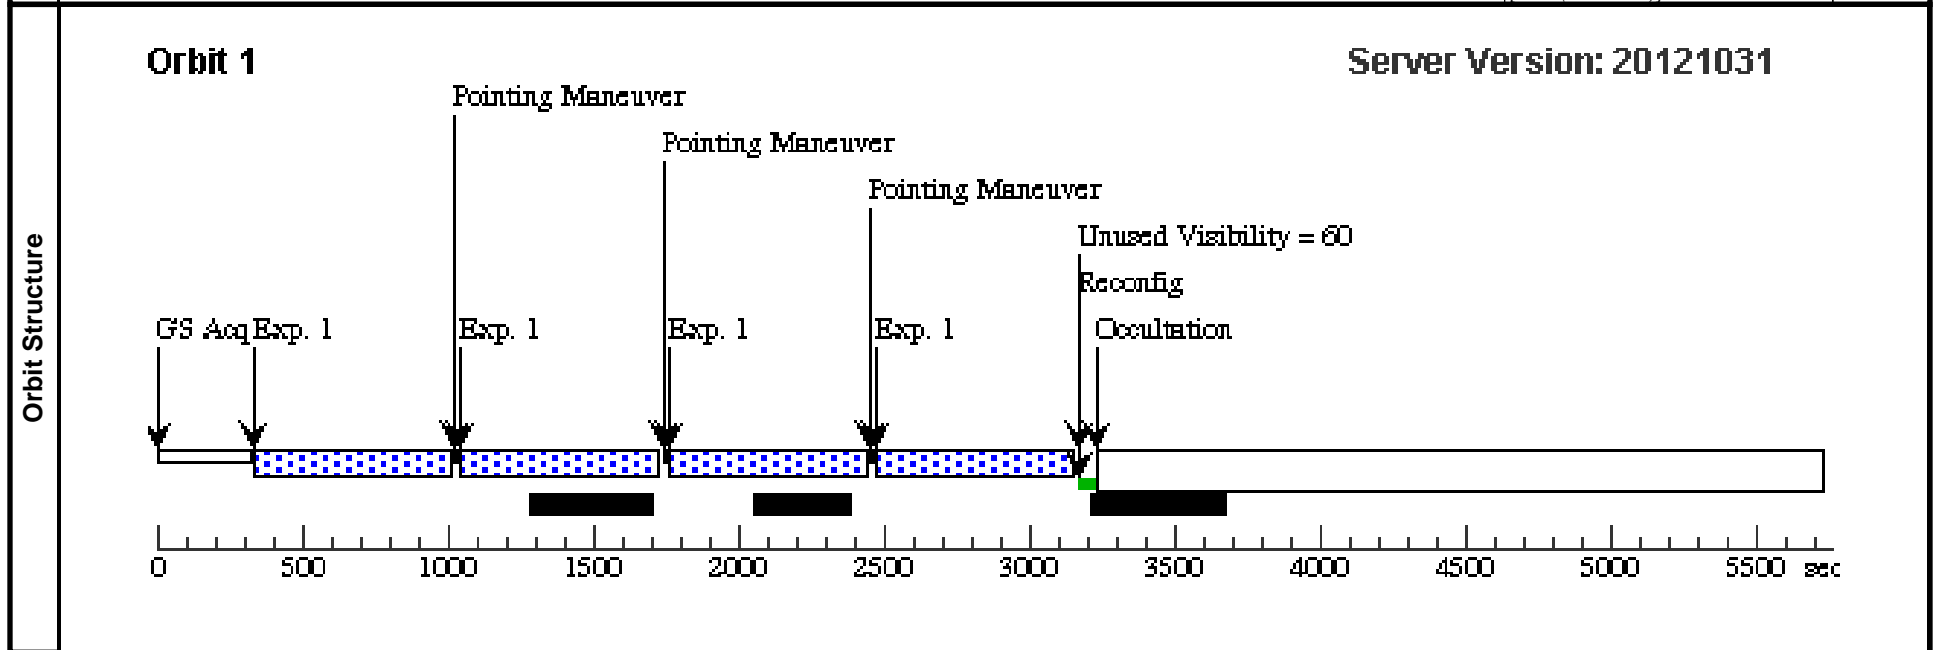 Orbit 1
Server Version: 20121031
Pointing Maneuver
Pointing Maneuver
Pointing Maneuver
Unused Visibility = 60
Reconfig
GS Acq Exp. 1 Exp. 1 Exp. 1 Exp. 1 Occultation
Orbit Structure
0 500 1000 1500 2000 2500 3000 3500 4000 4500 5000 5500 sec